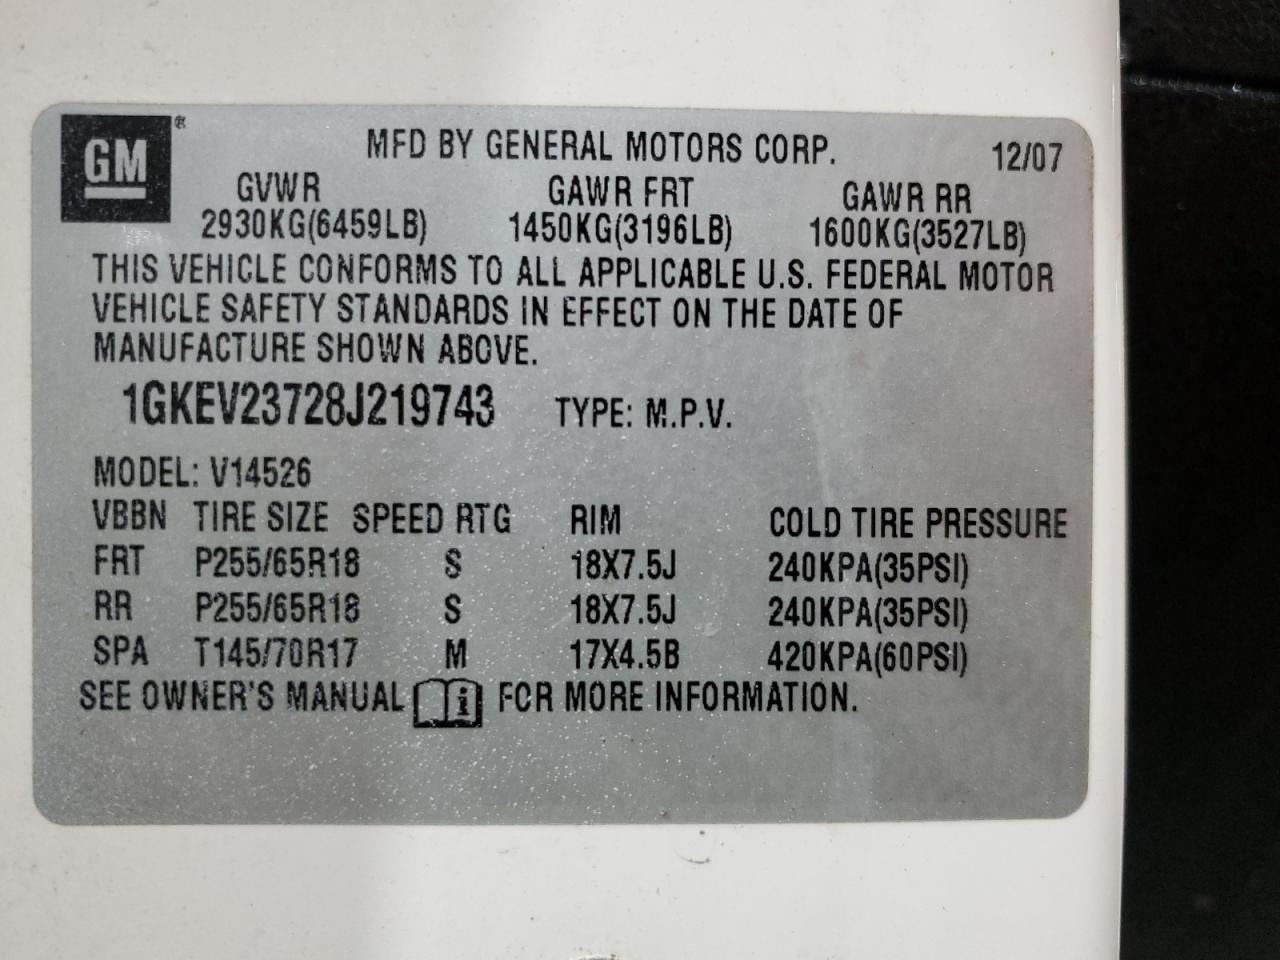 GM®
MFD BY GENERAL MOTORS CORP. 12/07
GVWR GAWR FRT GAWR RR
2930KG(6459LB) 1450KG(3196LB) 1600KG(3527LB)
THIS VEHICLE CONFORMS TO ALL APPLICABLE U.S. FEDERAL MOTOR
VEHICLE SAFETY STANDARDS IN EFFECT ON THE DATE OF
MANUFACTURE SHOWN ABOVE.
1GKEV23728J219743 TYPE: M.P.V.
MODEL: V14526
VBBN TIRE SIZE SPEED RTG RIM COLD TIRE PRESSURE
FRT P255/65R18 S 18X7.5J 240KPA(35PSI)
RR P255/65R18 S 18X7.5J 240KPA(35PSI)
SPA T145/70R17 M 17X4.5B 420KPA(60PSI)
SEE OWNER'S MANUAL i FOR MORE INFORMATION.